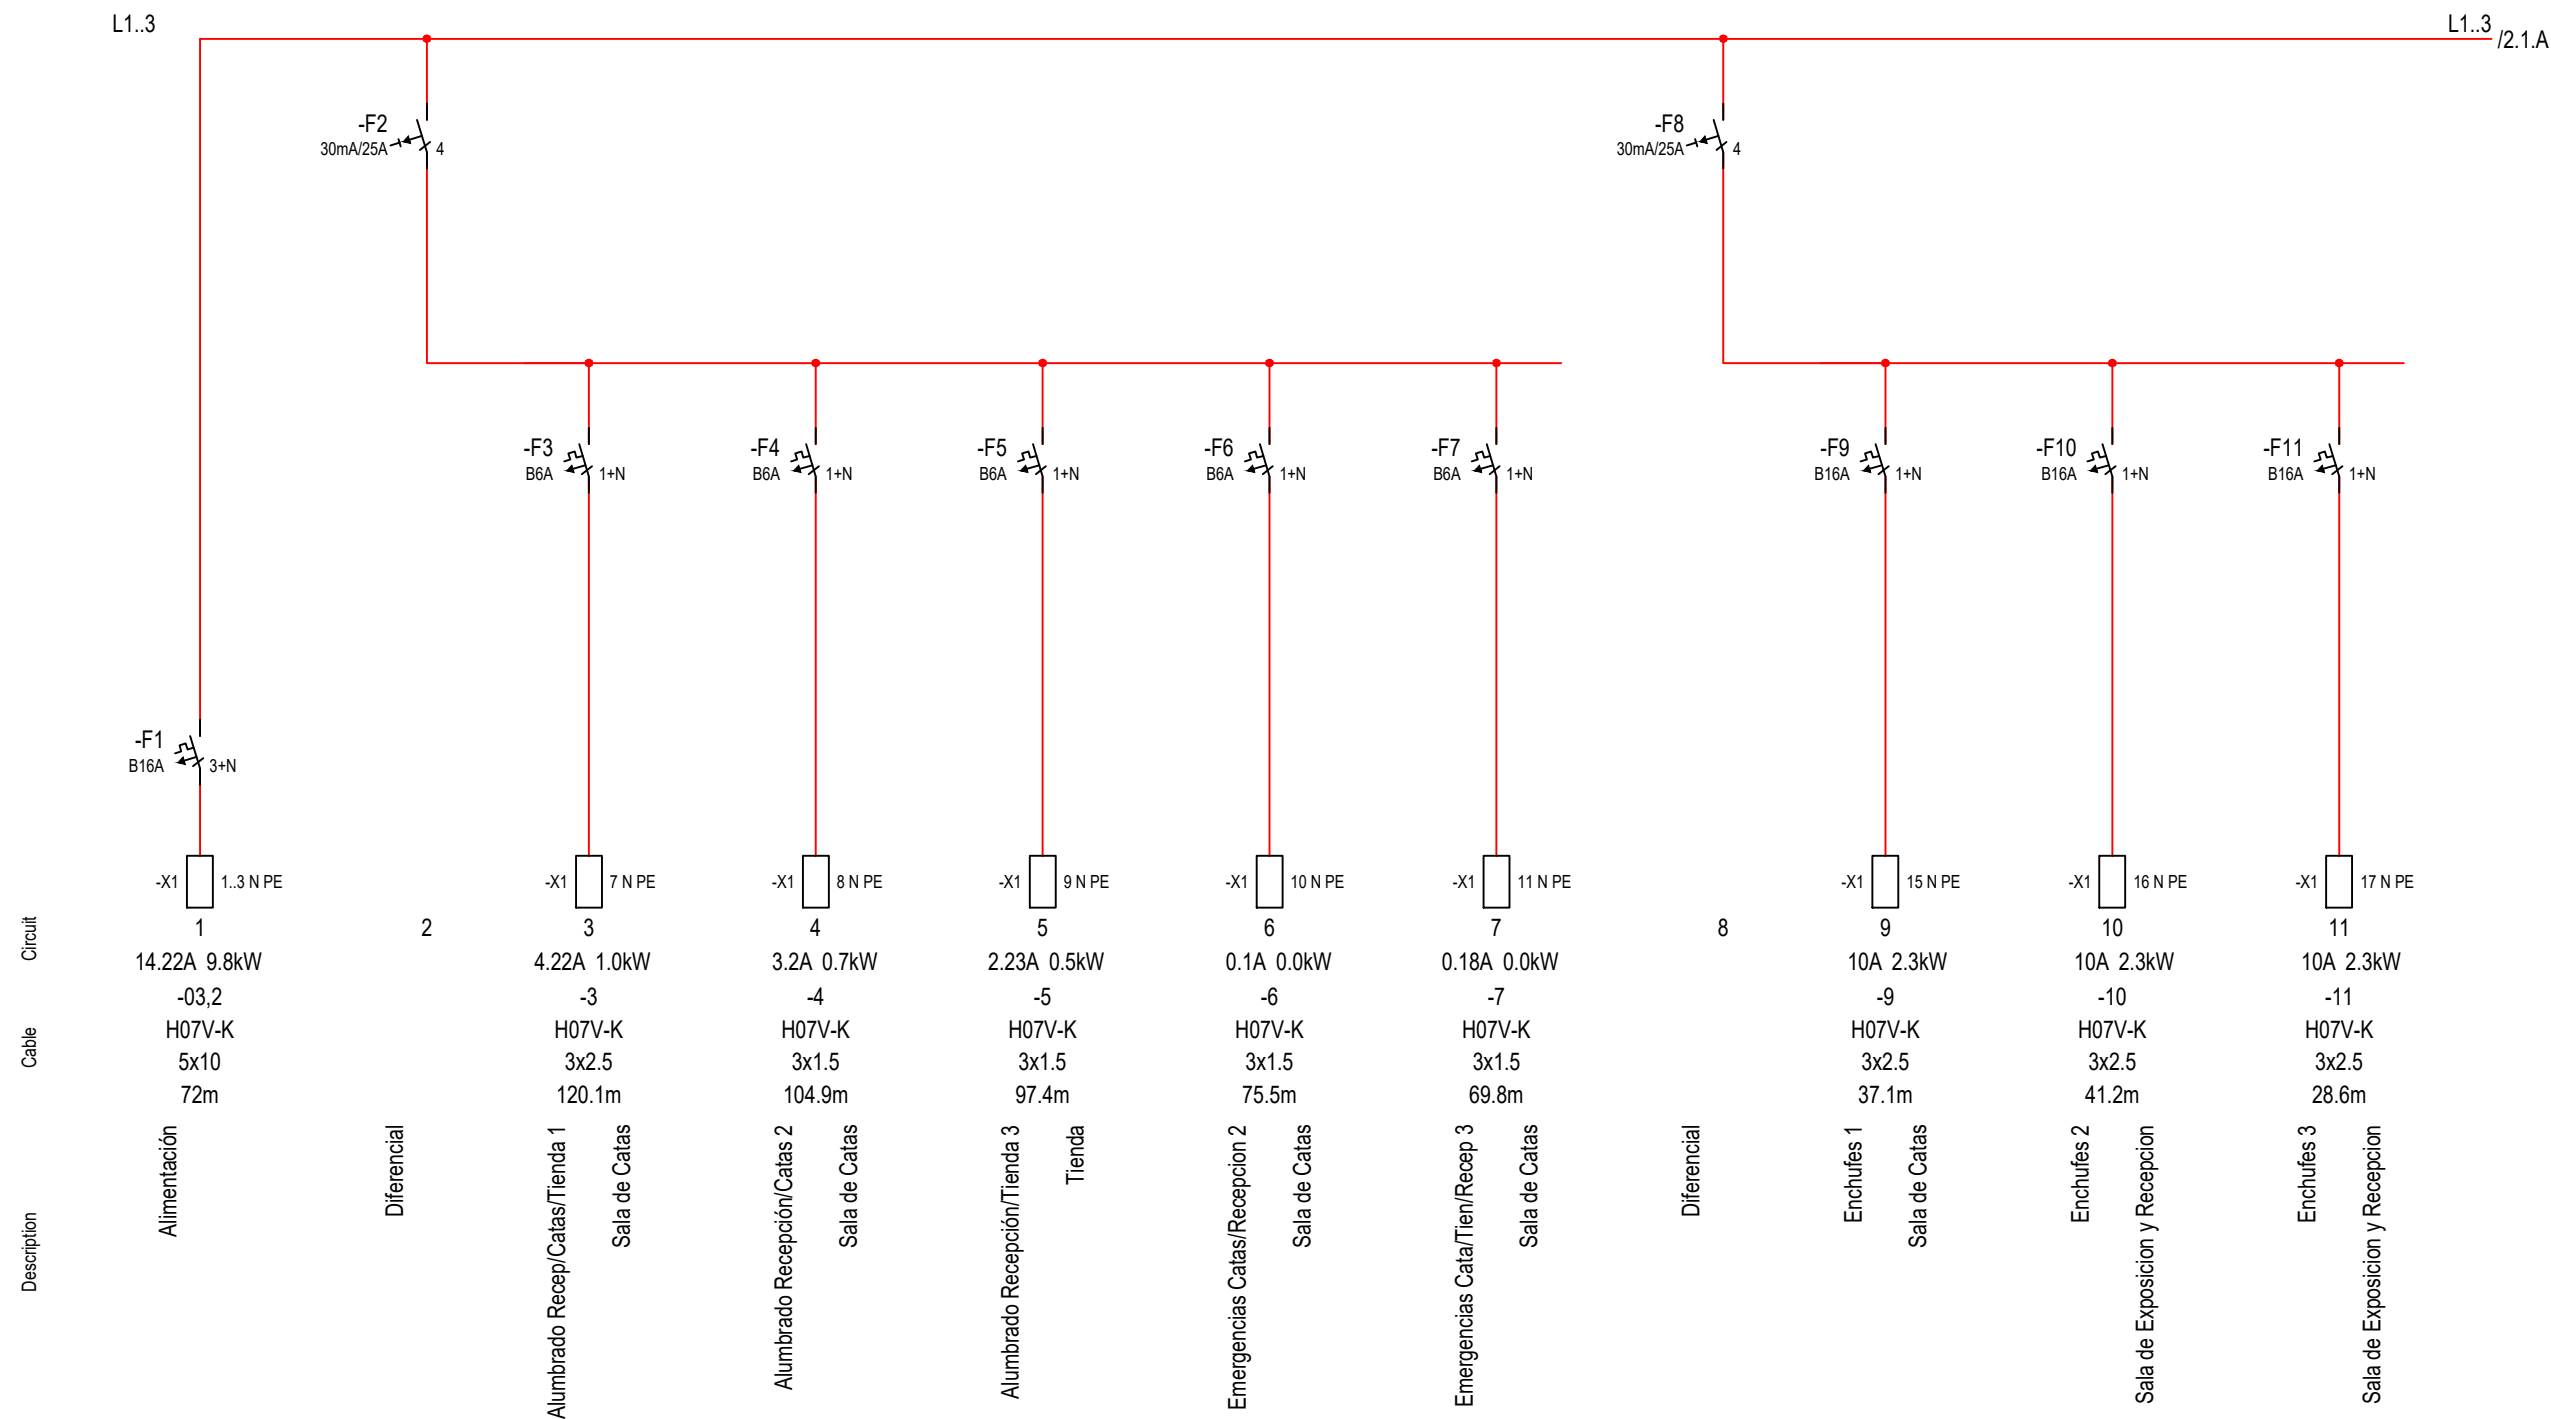 L1..3
L1..3
/2.1.A
-F2
30mA/25A
4
-F8
30mA/25A
4
-F3
B6A
1+N
-F4
B6A
1+N
-F5
B6A
1+N
-F6
B6A
1+N
-F7
B6A
1+N
-F9
B16A
1+N
-F10
B16A
1+N
-F11
B16A
1+N
-F1
B16A
3+N
-X1 1..3 N PE
-X1 7 N PE
-X1 8 N PE
-X1 9 N PE
-X1 10 N PE
-X1 11 N PE
-X1 15 N PE
-X1 16 N PE
-X1 17 N PE
Circuit
1 2 3 4 5 6 7 8 9 10 11
14.22A 9.8kW 4.22A 1.0kW 3.2A 0.7kW 2.23A 0.5kW 0.1A 0.0kW 0.18A 0.0kW 10A 2.3kW 10A 2.3kW 10A 2.3kW
-03,2 -3 -4 -5 -6 -7 -9 -10 -11
Cable
H07V-K H07V-K H07V-K H07V-K H07V-K H07V-K H07V-K H07V-K H07V-K
5x10 3x2.5 3x1.5 3x1.5 3x1.5 3x1.5 3x2.5 3x2.5 3x2.5
72m 120.1m 104.9m 97.4m 75.5m 69.8m 37.1m 41.2m 28.6m
Description
Alimentación
Diferencial
Alumbrado Recep/Catas/Tienda 1
Sala de Catas
Alumbrado Recepción/Catas 2
Sala de Catas
Alumbrado Recepción/Tienda 3
Tienda
Emergencias Catas/Recepcion 2
Sala de Catas
Emergencias Cata/Tien/Recep 3
Sala de Catas
Diferencial
Enchufes 1
Sala de Catas
Enchufes 2
Sala de Exposicion y Recepcion
Enchufes 3
Sala de Exposicion y Recepcion